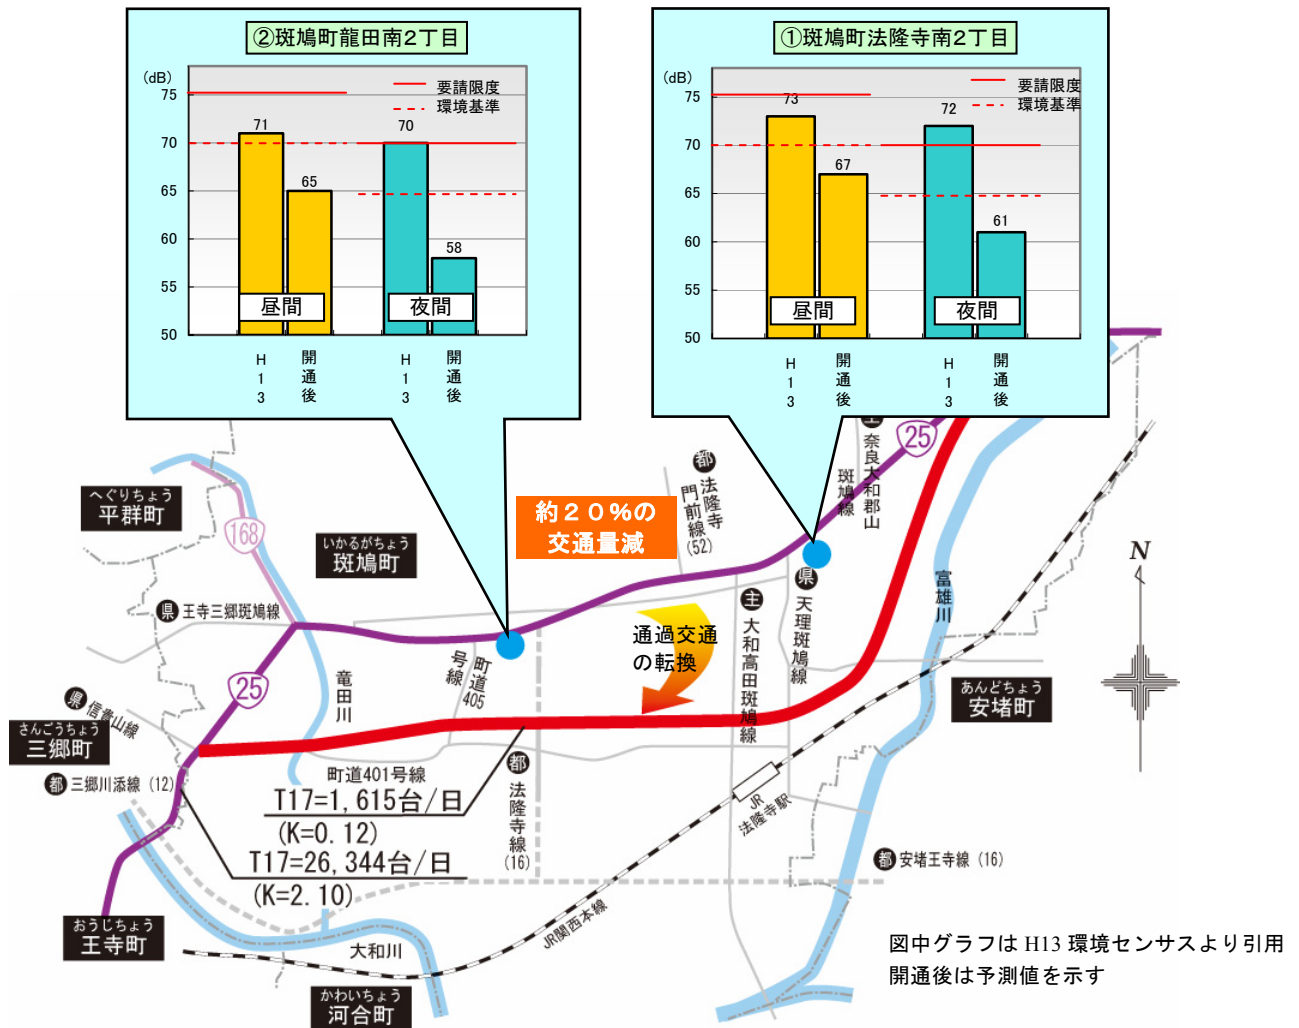 ②斑鳩町龍田南2丁目
(dB)
75
70
65
60
55
50
要請限度
環境基準
71
65
70
58
昼間
夜間
H13
開通後
H13
開通後
①斑鳩町法隆寺南2丁目
(dB)
75
70
65
60
55
50
要請限度
環境基準
73
67
72
61
昼間
夜間
H13
開通後
H13
開通後
へぐりちょう
平群町
168
いかるがちょう
斑鳩町
約20%の
交通量減
都 法隆寺
門前線
(52)
主 奈良大和郡山
斑鳩線
25
県 王寺三郷斑鳩線
25
竜田川
町道405
号線
通過交通
の転換
主 大和高田斑鳩線
県 天理斑鳩線
富雄川
N
あんどちょう
安堵町
県 信貴山線
さんごうちょう
三郷町
都 三郷川添線 (12)
町道401号線
T17=1,615台/日
(K=0.12)
T17=26,344台/日
(K=2.10)
都 法隆寺線
(16)
JR
法隆寺駅
都 安堵王寺線 (16)
おうじちょう
王寺町
大和川
JR関西本線
かわいちょう
河合町
図中グラフは H13 環境センサスより引用
開通後は予測値を示す